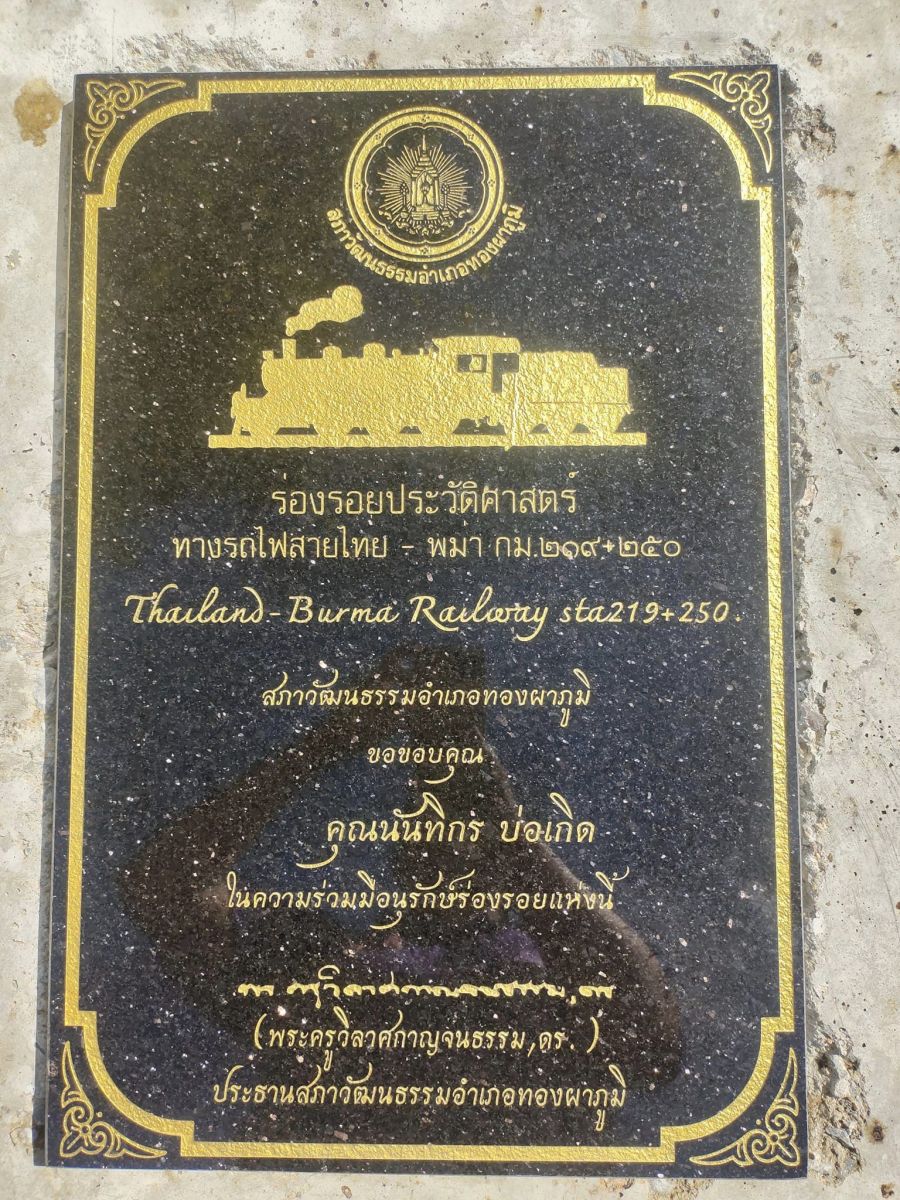 สภาวัฒนธรรมอำเภอทองผาภูมิ
ร่องรอยประวัติศาสตร์
ทางรถไฟสายไทย - พม่า กม.๒๑๙+๒๕๐
Thailand-Burma Railway sta219+250.
สภาวัฒนธรรมอำเภอทองผาภูมิ
ขอขอบคุณ
คุณนันทิกร บ่อเกิด
ในความร่วมมืออนุรักษ์ร่องรอยแห่งนี้
(พระครูวิลาศกาญจนธรรม,ดร. )
ประธานสภาวัฒนธรรมอำเภอทองผาภูมิ